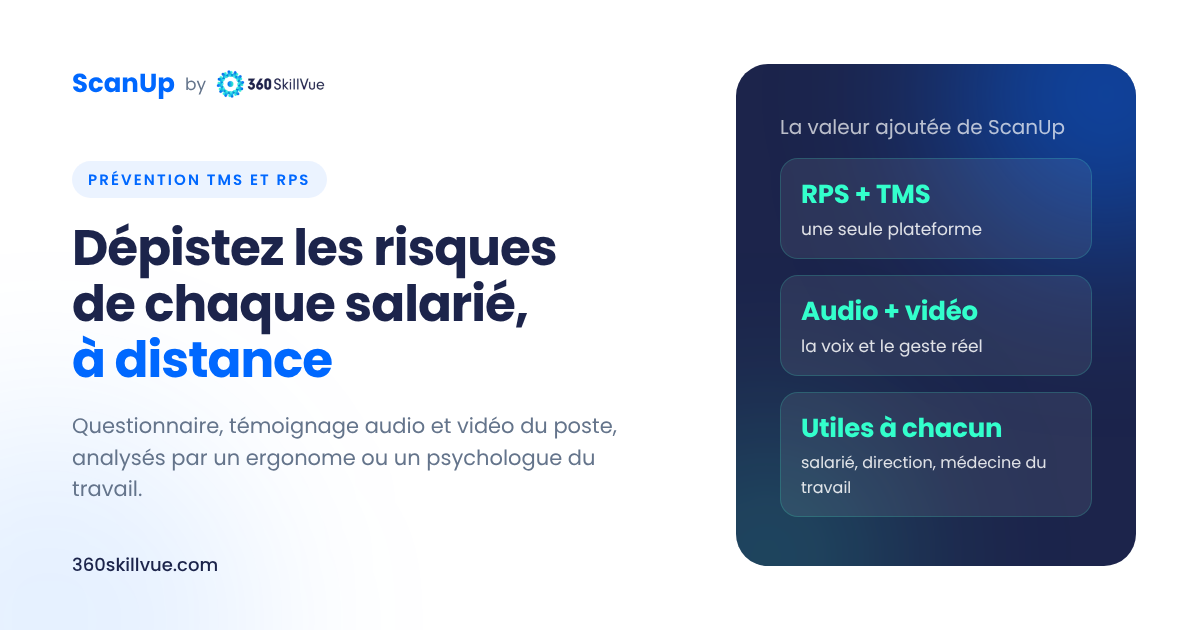 ScanUp by 360 SkillVue
PRÉVENTION TMS ET RPS
Dépistez les risques
de chaque salarié,
à distance
Questionnaire, témoignage audio et vidéo du poste,
analysés par un ergonome ou un psychologue du
travail.
360skillvue.com
La valeur ajoutée de ScanUp
RPS + TMS
une seule plateforme
Audio + vidéo
la voix et le geste réel
Utiles à chacun
salarié, direction, médecine du
travail